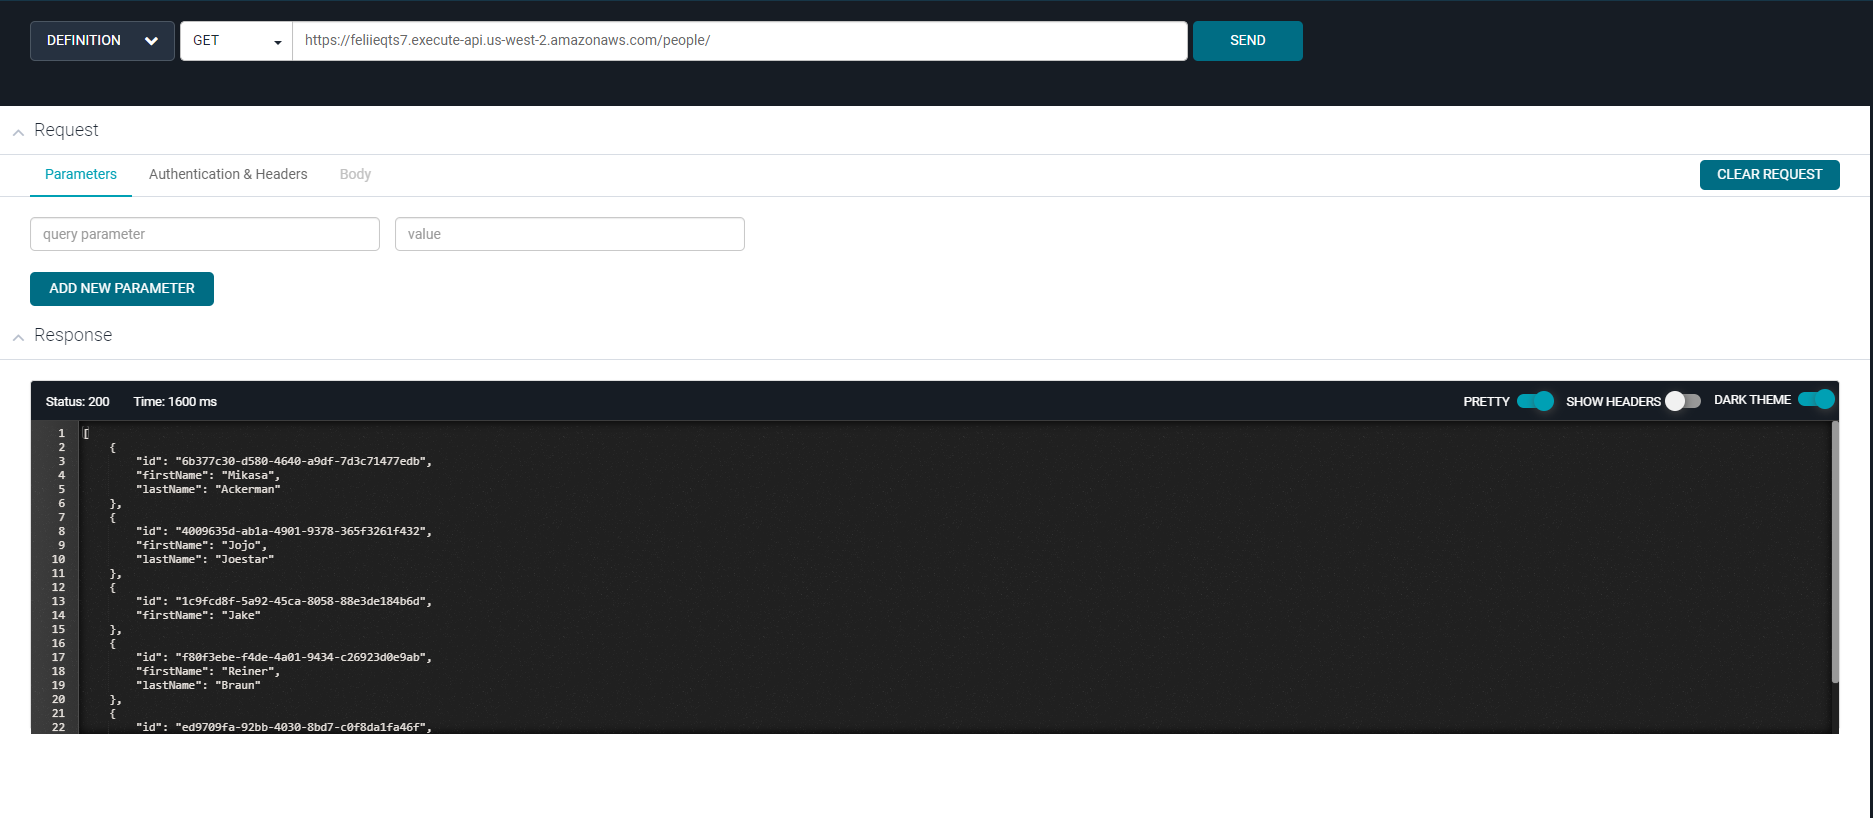 DEFINITION GET https://feliieqts7.execute-api.us-west-2.amazonaws.com/people/ SEND
Request
Parameters Authentication & Headers Body CLEAR REQUEST
query parameter value
ADD NEW PARAMETER
Response
Status: 200 Time: 1600 ms PRETTY SHOW HEADERS DARK THEME
1 [
2 {
3 "id": "6b377c30-d580-4640-a9df-7d3c71477edb",
4 "firstName": "Mikasa",
5 "lastName": "Ackerman"
6 },
7 {
8 "id": "4009635d-ab1a-4901-9378-365f3261f432",
9 "firstName": "Jojo",
10 "lastName": "Joestar"
11 },
12 {
13 "id": "1c9fcd8f-5a92-45ca-8058-88e3de184b6d",
14 "firstName": "Jake"
15 },
16 {
17 "id": "f80f3ebe-f4de-4a01-9434-c26923d0e9ab",
18 "firstName": "Reiner",
19 "lastName": "Braun"
20 },
21 {
22 "id": "ed9709fa-92bb-4030-8bd7-c0f8da1fa46f",